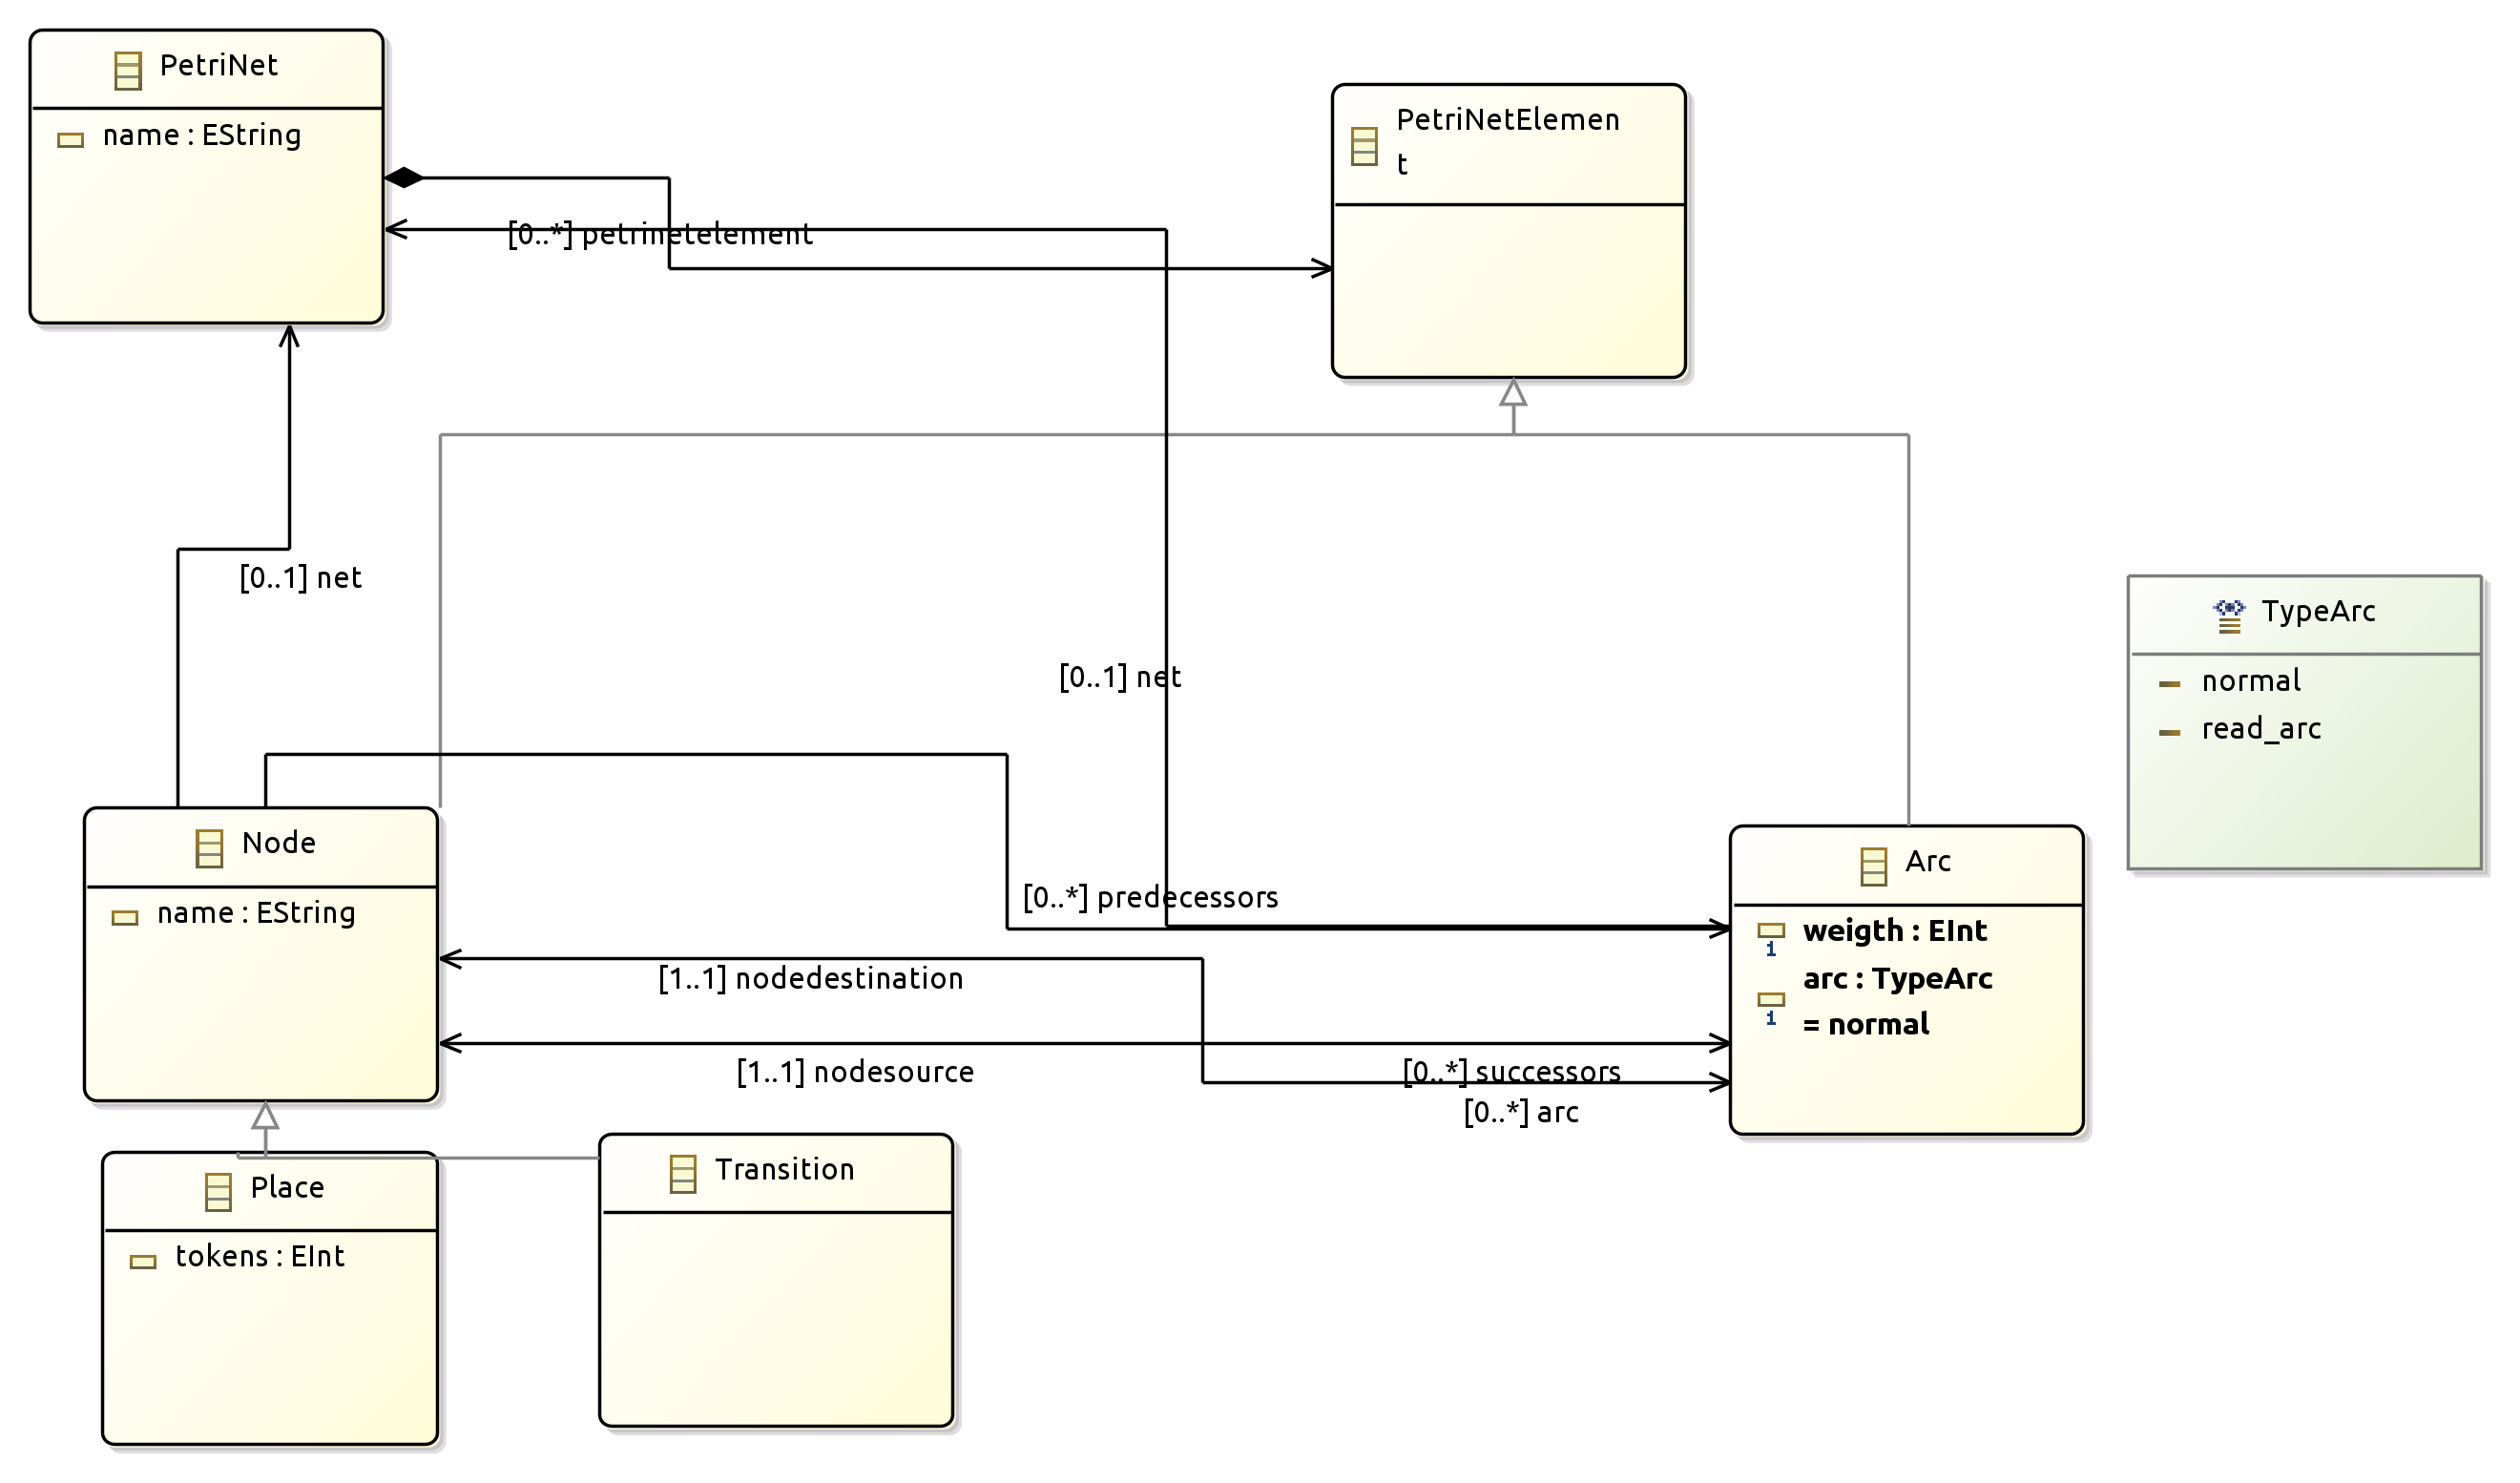 PetriNet
name : EString
PetriNetElemen
t
[0..*] petrinetelement
[0..1] net
[0..1] net
TypeArc
normal
read_arc
Node
name : EString
[0..*] predecessors
Arc
weigth : EInt
arc : TypeArc
= normal
[1..1] nodedestination
[1..1] nodesource
[0..*] successors
[0..*] arc
Place
tokens : EInt
Transition